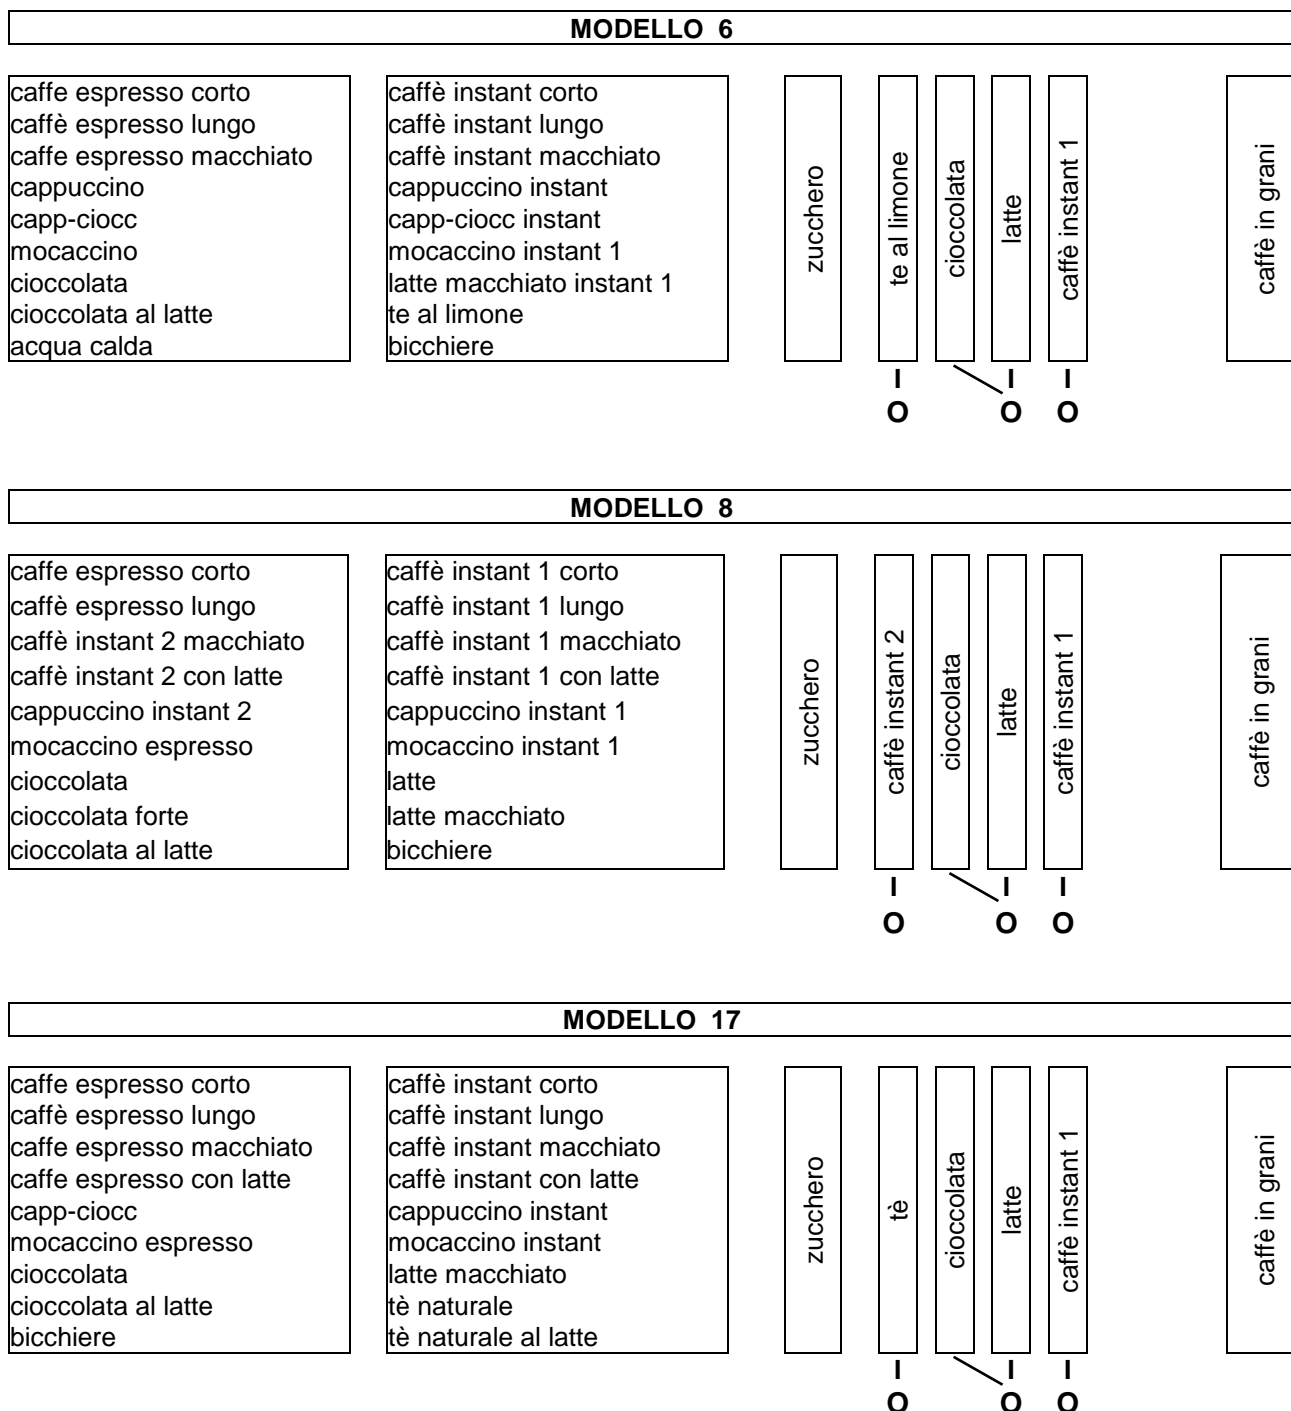 MODELLO 6
caffe espresso corto
caffè espresso lungo
caffe espresso macchiato
cappuccino
capp-ciocc
mocaccino
cioccolata
cioccolata al latte
acqua calda
caffè instant corto
caffè instant lungo
caffè instant macchiato
cappuccino instant
capp-ciocc instant
mocaccino instant 1
latte macchiato instant 1
te al limone
bicchiere
zucchero
te al limone
cioccolata
latte
caffè instant 1
caffè in grani
I I I
O O O
MODELLO 8
caffe espresso corto
caffè espresso lungo
caffè instant 2 macchiato
caffè instant 2 con latte
cappuccino instant 2
mocaccino espresso
cioccolata
cioccolata forte
cioccolata al latte
caffè instant 1 corto
caffè instant 1 lungo
caffè instant 1 macchiato
caffè instant 1 con latte
cappuccino instant 1
mocaccino instant 1
latte
latte macchiato
bicchiere
zucchero
caffè instant 2
cioccolata
latte
caffè instant 1
caffè in grani
I I I
O O O
MODELLO 17
caffe espresso corto
caffè espresso lungo
caffe espresso macchiato
caffe espresso con latte
capp-ciocc
mocaccino espresso
cioccolata
cioccolata al latte
bicchiere
caffè instant corto
caffè instant lungo
caffè instant macchiato
caffè instant con latte
cappuccino instant
mocaccino instant
latte macchiato
tè naturale
tè naturale al latte
zucchero
tè
cioccolata
latte
caffè instant 1
caffè in grani
I I I
O O O